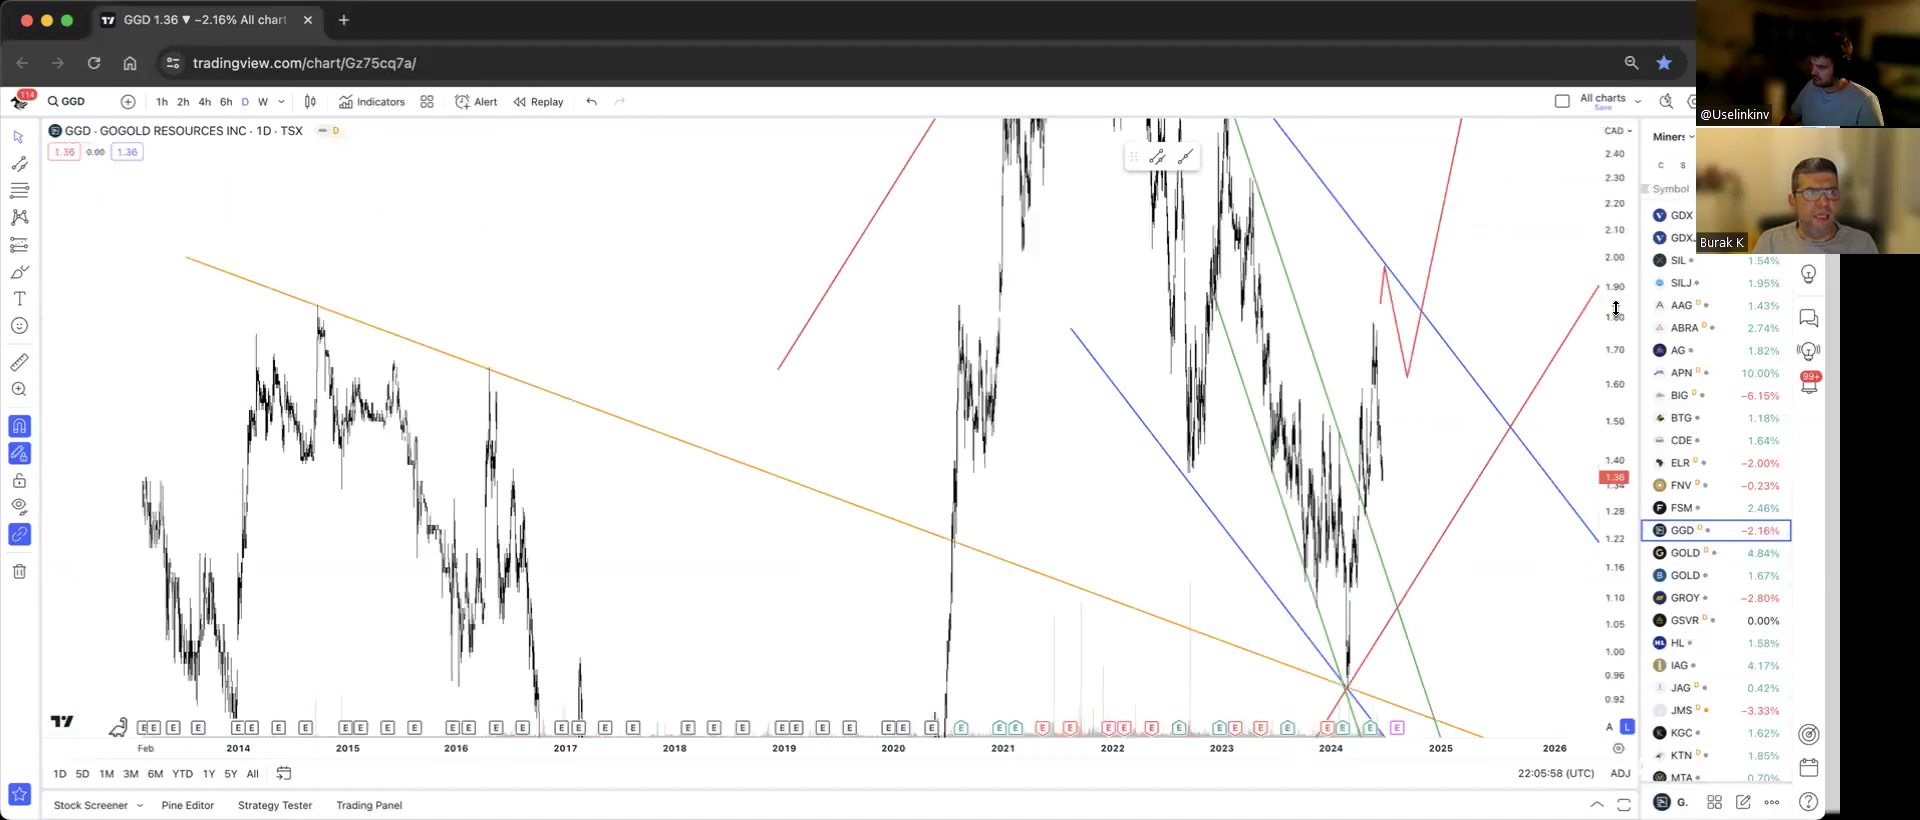 GGD 1.36 ▼ −2.16% All chart
tradingview.com/chart/Gz75cq7a/
114
GGD
1h 2h 4h 6h D W
Indicators
Alert
Replay
All charts
Save
GGD · GOGOLD RESOURCES INC · 1D · TSX
D
1.36 0.00 1.36
CAD
2.40
2.30
2.20
2.10
2.00
1.90
1.80
1.70
1.60
1.50
1.40
1.36
1.34
1.28
1.22
1.16
1.10
1.05
1.00
0.96
0.92
A L
E E E E E E E E E E E E E E E E E E E E E E E E E E E E E E E E E E E E E E E E E E E E E E E E E
Feb 2014 2015 2016 2017 2018 2019 2020 2021 2022 2023 2024 2025 2026
1D 5D 1M 3M 6M YTD 1Y 5Y All
22:05:58 (UTC) ADJ
Stock Screener Pine Editor Strategy Tester Trading Panel
Miners
C S
Symbol
GDX
GDX
SIL 1.54%
SILJ 1.95%
AAG D 1.43%
ABRA D 2.74%
AG 1.82%
APN D 10.00%
BIG D −6.15%
BTG 1.18%
CDE 1.64%
ELR D −2.00%
FNV D −0.23%
FSM 2.46%
GGD D −2.16%
GOLD D 4.84%
GOLD 1.67%
GROY −2.80%
GSVR D 0.00%
HL 1.58%
IAG 4.17%
JAG D 0.42%
JMS D −3.33%
KGC 1.62%
KTN D 1.85%
MTA 0.70%
G.
99+
@Uselinkinv
Burak K